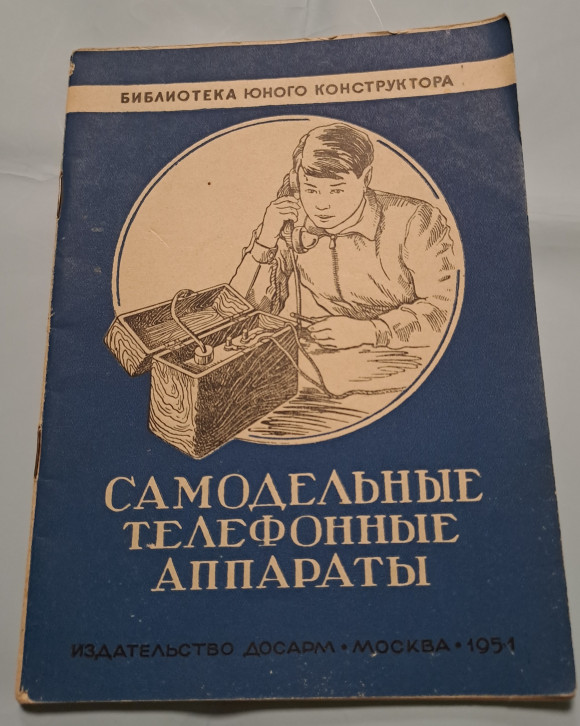 БИБЛИОТЕКА ЮНОГО КОНСТРУКТОРА
САМОДЕЛЬНЫЕ
ТЕЛЕФОННЫЕ
АППАРАТЫ
ИЗДАТЕЛЬСТВО ДОСАРМ • МОСКВА • 1951